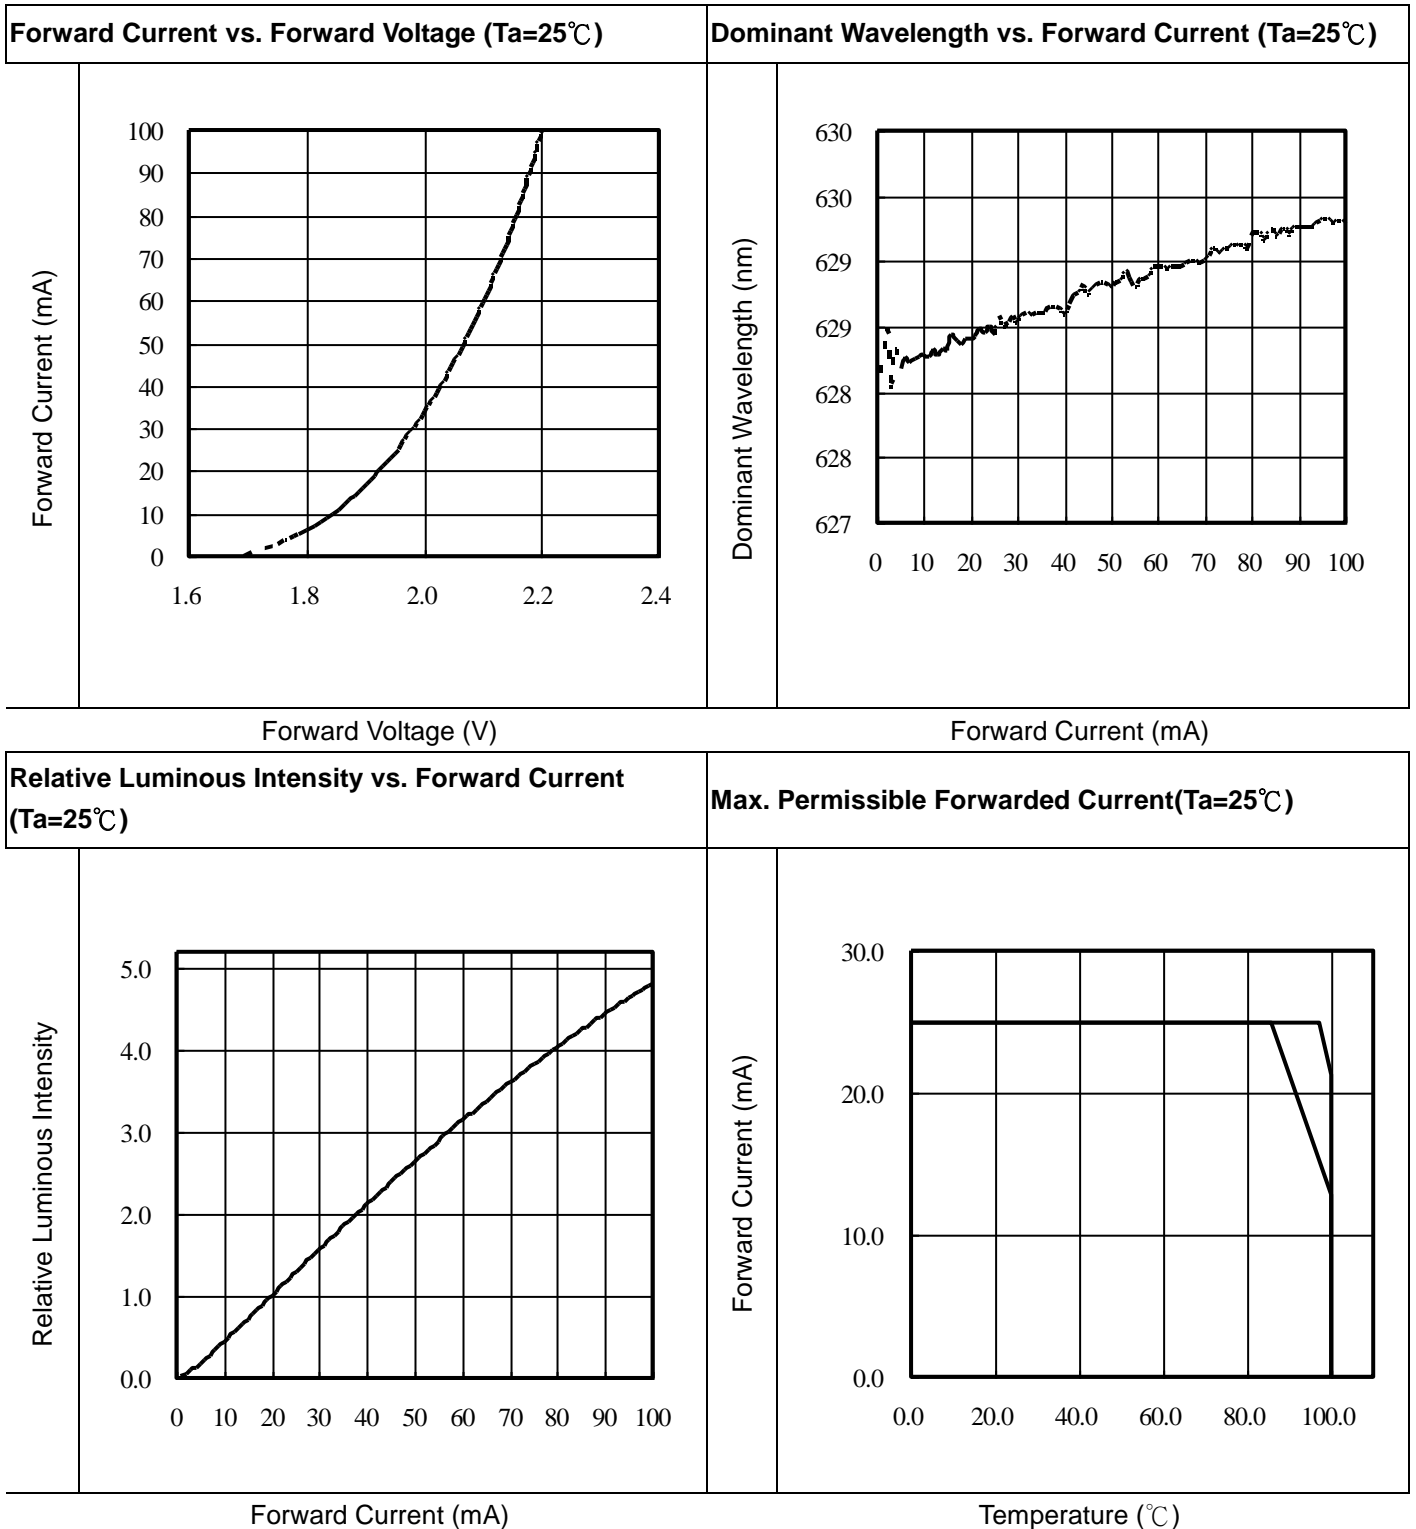 Forward Current vs. Forward Voltage (Ta=25℃)
Dominant Wavelength vs. Forward Current (Ta=25℃)
Forward Current (mA)
100
90
80
70
60
50
40
30
20
10
0
1.6 1.8 2.0 2.2 2.4
Forward Voltage (V)
Dominant Wavelength (nm)
630
630
629
629
628
628
627
0 10 20 30 40 50 60 70 80 90 100
Forward Current (mA)
Relative Luminous Intensity vs. Forward Current
(Ta=25℃)
Max. Permissible Forwarded Current(Ta=25℃)
Relative Luminous Intensity
5.0
4.0
3.0
2.0
1.0
0.0
0 10 20 30 40 50 60 70 80 90 100
Forward Current (mA)
Forward Current (mA)
30.0
20.0
10.0
0.0
0.0 20.0 40.0 60.0 80.0 100.0
Temperature (℃)